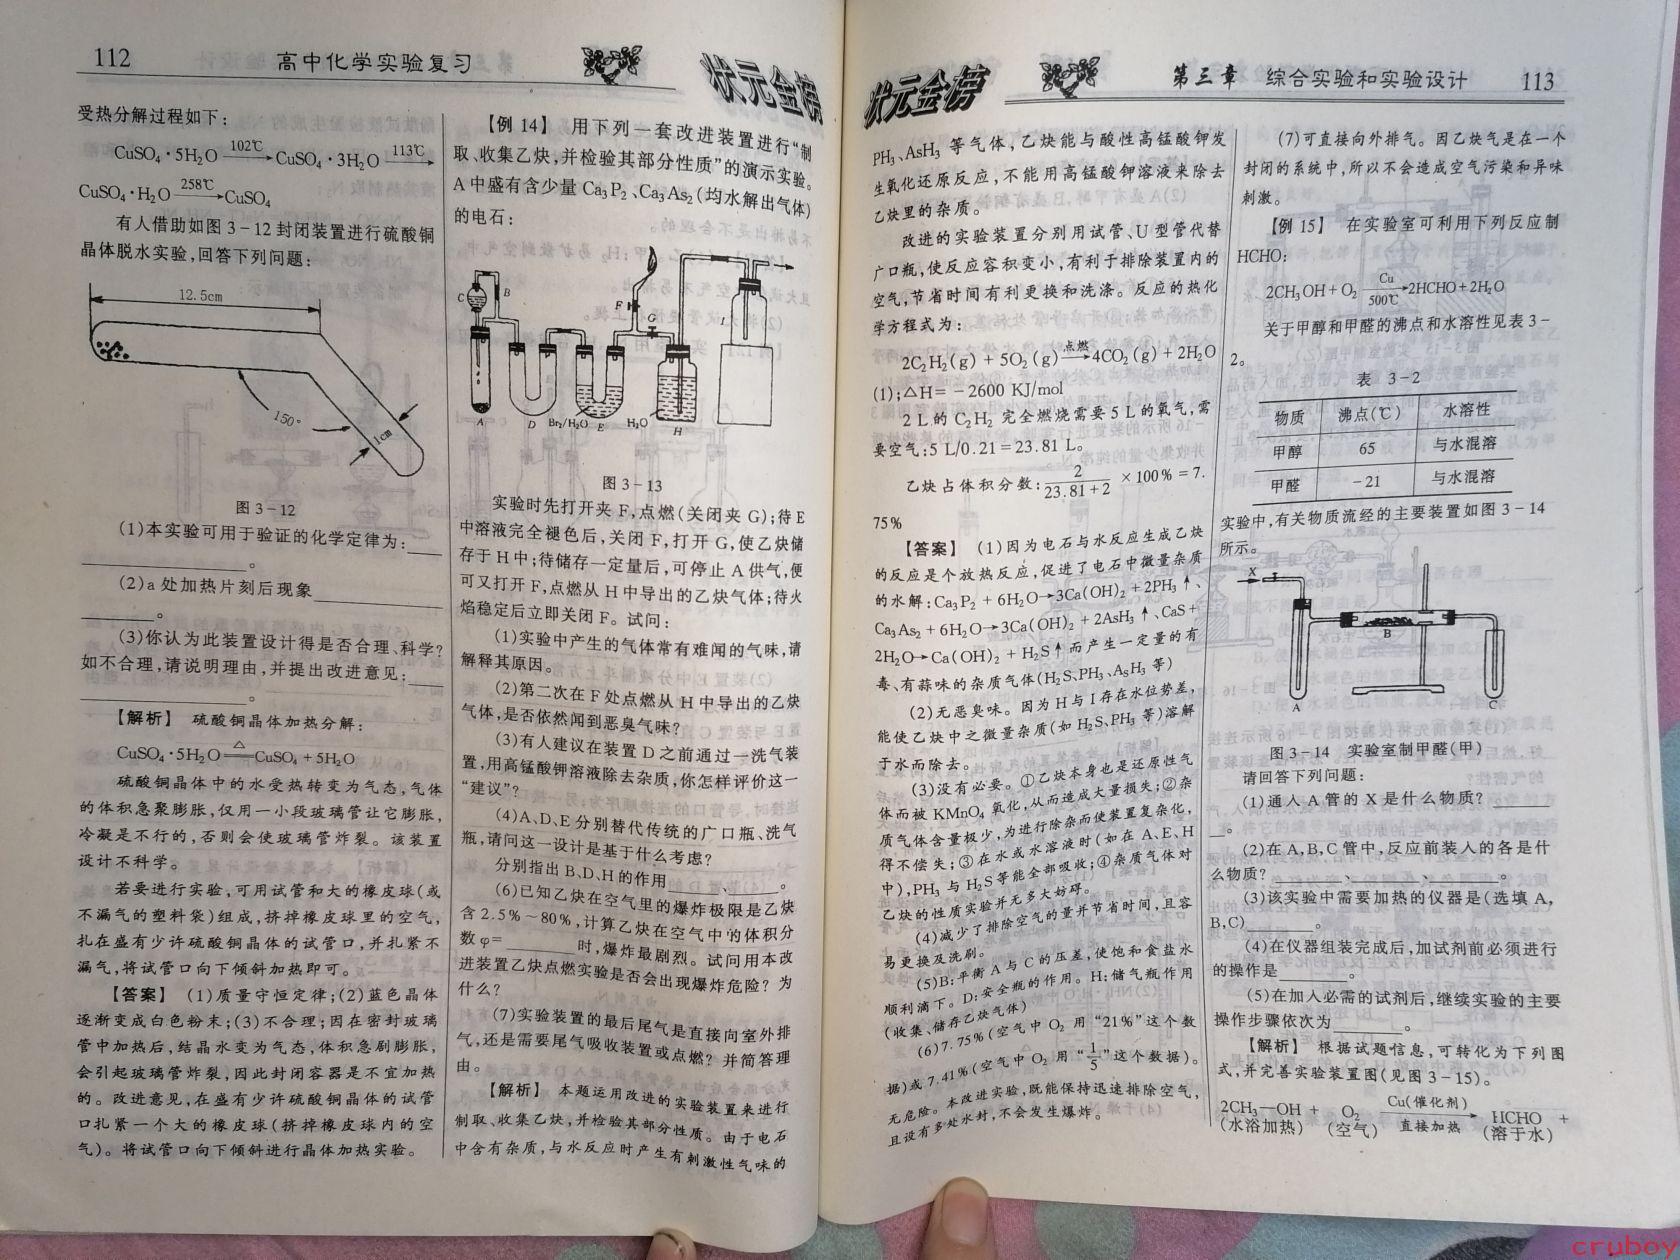 112 高中化学实验复习
状元金榜
受热分解过程如下：
CuSO₄·5H₂O —102℃→ CuSO₄·3H₂O —113℃→
CuSO₄·H₂O —258℃→ CuSO₄
有人借助如图 3-12 封闭装置进行硫酸铜
晶体脱水实验,回答下列问题：
12.5cm
150°
1cm
图 3-12
(1)本实验可用于验证的化学定律为：____
____________。
(2)a 处加热片刻后现象____________
______。
(3)你认为此装置设计得是否合理、科学?
如不合理,请说明理由,并提出改进意见：____
____________。
【解析】 硫酸铜晶体加热分解：
CuSO₄·5H₂O =△= CuSO₄ + 5H₂O
硫酸铜晶体中的水受热转变为气态,气体
的体积急聚膨胀,仅用一小段玻璃管让它膨胀,
冷凝是不行的,否则会使玻璃管炸裂。该装置
设计不科学。
若要进行实验,可用试管和大的橡皮球(或
不漏气的塑料袋)组成,挤掉橡皮球里的空气,
扎在盛有少许硫酸铜晶体的试管口,并扎紧不
漏气,将试管口向下倾斜加热即可。
【答案】 (1)质量守恒定律;(2)蓝色晶体
逐渐变成白色粉末;(3)不合理;因在密封玻璃
管中加热后,结晶水变为气态,体积急剧膨胀,
会引起玻璃管炸裂,因此封闭容器是不宜加热
的。改进意见,在盛有少许硫酸铜晶体的试管
口扎紧一个大的橡皮球(挤掉橡皮球内的空
气)。将试管口向下倾斜进行晶体加热实验。
【例 14】 用下列一套改进装置进行“制
取、收集乙炔,并检验其部分性质”的演示实验。
A 中盛有含少量 Ca₃P₂、Ca₃As₂(均水解出气体)
的电石：
C B F G I
A D Br₂/H₂O E H₂O H
图 3-13
实验时先打开夹 F,点燃(关闭夹 G);待 E
中溶液完全褪色后,关闭 F,打开 G,使乙炔储
存于 H 中;待储存一定量后,可停止 A 供气,便
可又打开 F,点燃从 H 中导出的乙炔气体;待火
焰稳定后立即关闭 F。试问：
(1)实验中产生的气体常有难闻的气味,请
解释其原因。
(2)第二次在 F 处点燃从 H 中导出的乙炔
气体,是否依然闻到恶臭气味?
(3)有人建议在装置 D 之前通过一洗气装
置,用高锰酸钾溶液除去杂质,你怎样评价这一
“建议”?
(4)A、D、E 分别替代传统的广口瓶、洗气
瓶,请问这一设计是基于什么考虑?
分别指出 B、D、H 的作用____、____。
(6)已知乙炔在空气里的爆炸极限是乙炔
含 2.5%～80%,计算乙炔在空气中的体积分
数 φ=______时,爆炸最剧烈。试问用本改
进装置乙炔点燃实验是否会出现爆炸危险? 为
什么?
(7)实验装置的最后尾气是直接向室外排
气,还是需要尾气吸收装置或点燃? 并简答理
由。
【解析】 本题运用改进的实验装置来进行
制取、收集乙炔,并检验其部分性质。由于电石
中含有杂质,与水反应时产生有刺激性气味的
状元金榜
第三章 综合实验和实验设计 113
PH₃、AsH₃ 等气体,乙炔能与酸性高锰酸钾发
生氧化还原反应,不能用高锰酸钾溶液来除去
乙炔里的杂质。
改进的实验装置分别用试管、U 型管代替
广口瓶,使反应容积变小,有利于排除装置内的
空气,节省时间有利更换和洗涤。反应的热化
学方程式为：
2C₂H₂(g) + 5O₂(g) —点燃→ 4CO₂(g) + 2H₂O
(1);△H= -2600 KJ/mol
2 L 的 C₂H₂ 完全燃烧需要 5 L 的氧气,需
要空气：5 L/0.21=23.81 L。
乙炔占体积分数：2/(23.81+2) ×100% =7.
75%
【答案】 (1)因为电石与水反应生成乙炔
的反应是个放热反应,促进了电石中微量杂质
的水解：Ca₃P₂ + 6H₂O→3Ca(OH)₂ + 2PH₃↑、
Ca₃As₂ + 6H₂O→3Ca(OH)₂ + 2AsH₃↑、CaS+
2H₂O→Ca(OH)₂ + H₂S↑而产生一定量的有
毒、有蒜味的杂质气体(H₂S、PH₃、AsH₃ 等)
(2)无恶臭味。因为 H 与 I 存在水位势差,
能使乙炔中之微量杂质(如 H₂S、PH₃ 等)溶解
于水而除去。
(3)没有必要。①乙炔本身也是还原性气
体而被 KMnO₄ 氧化,从而造成大量损失;②杂
质气体含量极少,为进行除杂而使装置复杂化,
得不偿失;③在水或水溶液时(如在 A、E、H
中),PH₃ 与 H₂S 等能全部吸收;④杂质气体对
乙炔的性质实验并无多大妨碍。
(4)减少了排除空气的量并节省时间,且容
易更换及洗刷。
(5)B：平衡 A 与 C 的压差,使饱和食盐水
顺利滴下。D：安全瓶的作用。H：储气瓶作用
(收集、储存乙炔气体)
(6)7.75%(空气中 O₂ 用“21%”这个数
据)或 7.41%(空气中 O₂ 用“1/5”这个数据)。
无危险。本改进实验,既能保持迅速排除空气,
且设有多处水封,不会发生爆炸。
(7)可直接向外排气。因乙炔气是在一个
封闭的系统中,所以不会造成空气污染和异味
刺激。
【例 15】 在实验室可利用下列反应制
HCHO：
2CH₃OH+O₂ —Cu 500℃→ 2HCHO+2H₂O
关于甲醇和甲醛的沸点和水溶性见表 3-
2。
表 3-2
物质 沸点(℃) 水溶性
甲醇 65 与水混溶
甲醛 -21 与水混溶
实验中,有关物质流经的主要装置如图 3-14
所示。
X
A B C
图 3-14 实验室制甲醛(甲)
请回答下列问题：
(1)通入 A 管的 X 是什么物质? ____
__。
(2)在 A,B,C 管中,反应前装入的各是什
么物质? ______、______、______。
(3)该实验中需要加热的仪器是(选填 A,
B,C)______。
(4)在仪器组装完成后,加试剂前必须进行
的操作是______。
(5)在加入必需的试剂后,继续实验的主要
操作步骤依次为______。
【解析】 根据试题信息,可转化为下列图
式,并完善实验装置图(见图 3-15)。
2CH₃—OH + O₂ —Cu(催化剂) 直接加热→ HCHO +
(水浴加热) (空气) (溶于水)
cruboy